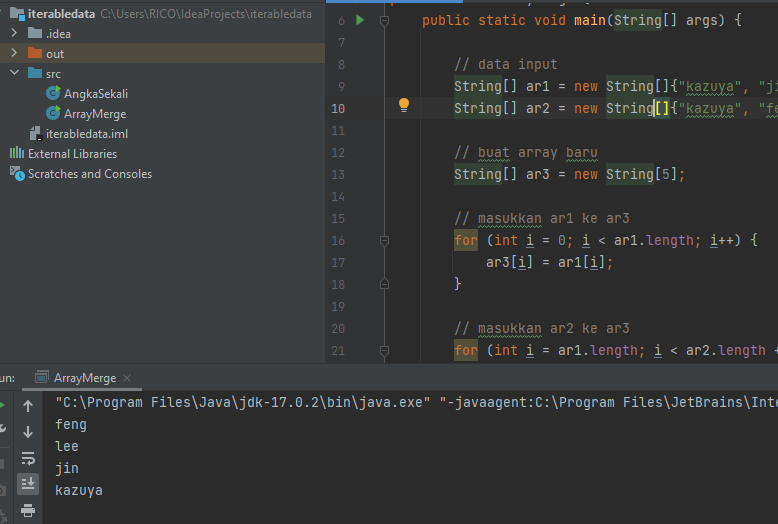 iterabledata C:\Users\RICO\IdeaProjects\iterabledata
.idea
out
src
AngkaSekali
ArrayMerge
iterabledata.iml
External Libraries
Scratches and Consoles
6 public static void main(String[] args) {
7
8 // data input
9 String[] ar1 = new String[]{"kazuya", "ji
10 String[] ar2 = new String[]{"kazuya", "fe
11
12 // buat array baru
13 String[] ar3 = new String[5];
14
15 // masukkan ar1 ke ar3
16 for (int i = 0; i < ar1.length; i++) {
17 ar3[i] = ar1[i];
18 }
19
20 // masukkan ar2 ke ar3
21 for (int i = ar1.length; i < ar2.length +
un: ArrayMerge
"C:\Program Files\Java\jdk-17.0.2\bin\java.exe" "-javaagent:C:\Program Files\JetBrains\Inte
feng
lee
jin
kazuya